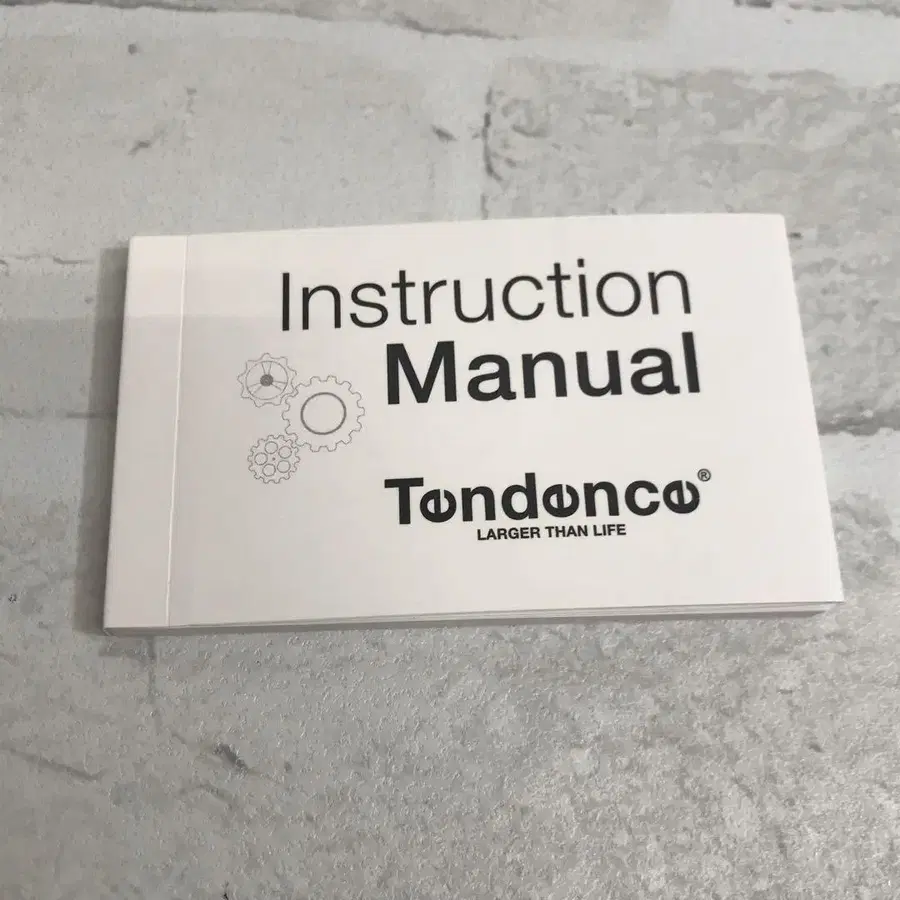 Instruction
Manual
Tendence®
LARGER THAN LIFE